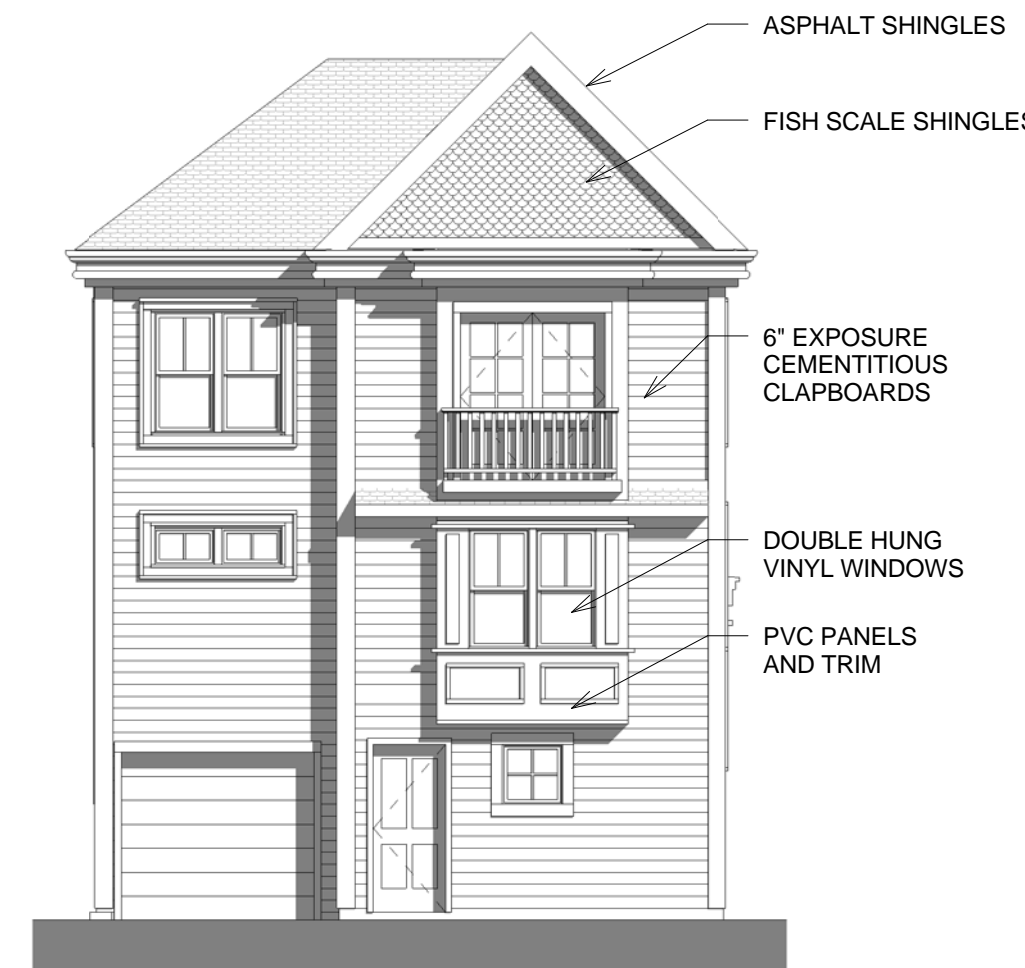 ASPHALT SHINGLES
FISH SCALE SHINGLES
6" EXPOSURE
CEMENTITIOUS
CLAPBOARDS
DOUBLE HUNG
VINYL WINDOWS
PVC PANELS
AND TRIM